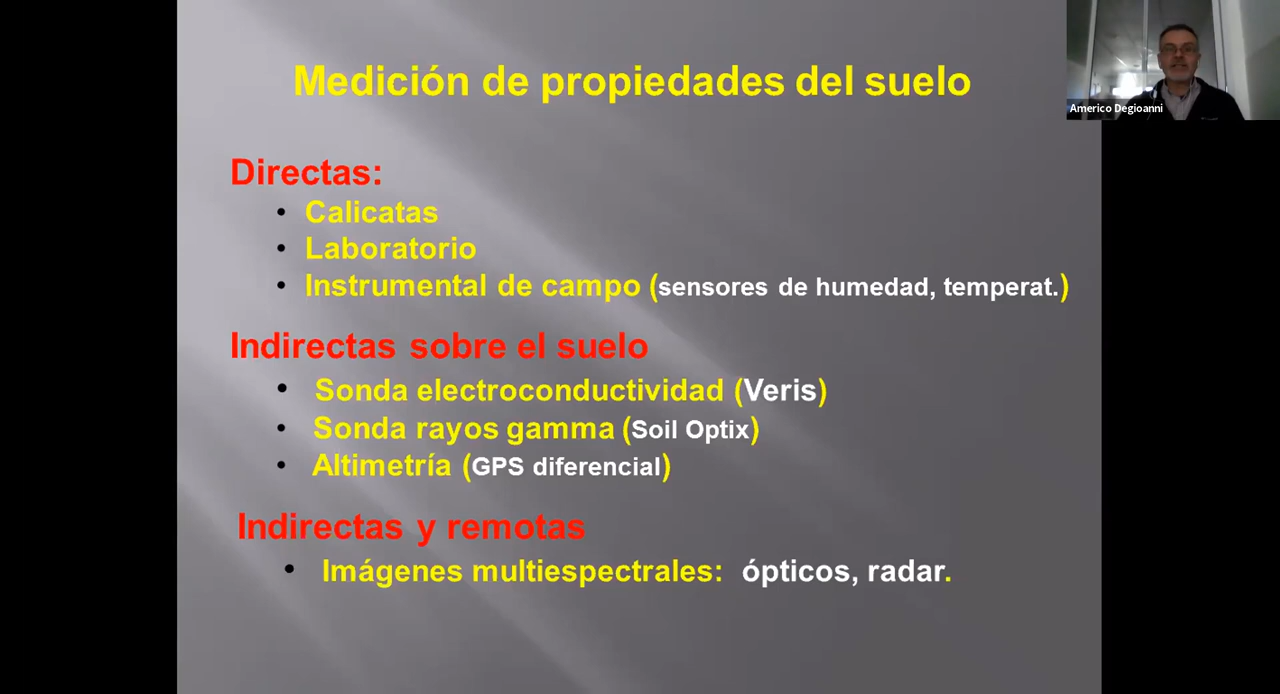 Medición de propiedades del suelo
Americo Degioanni
Directas:
• Calicatas
• Laboratorio
• Instrumental de campo (sensores de humedad, temperat.)
Indirectas sobre el suelo
• Sonda electroconductividad (Veris)
• Sonda rayos gamma (Soil Optix)
• Altimetría (GPS diferencial)
Indirectas y remotas
• Imágenes multiespectrales: ópticos, radar.